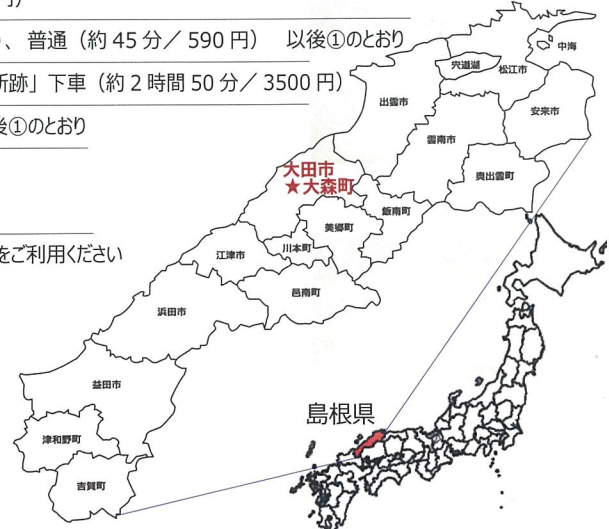 円）
、普通（約45分／590円）　以後①のとおり
所跡」下車（約2時間50分／3500円）
後①のとおり
をご利用ください
中海
宍道湖
松江市
出雲市
安来市
雲南市
奥出雲町
大田市
★大森町
飯南町
美郷町
川本町
江津市
邑南町
浜田市
益田市
津和野町
吉賀町
島根県